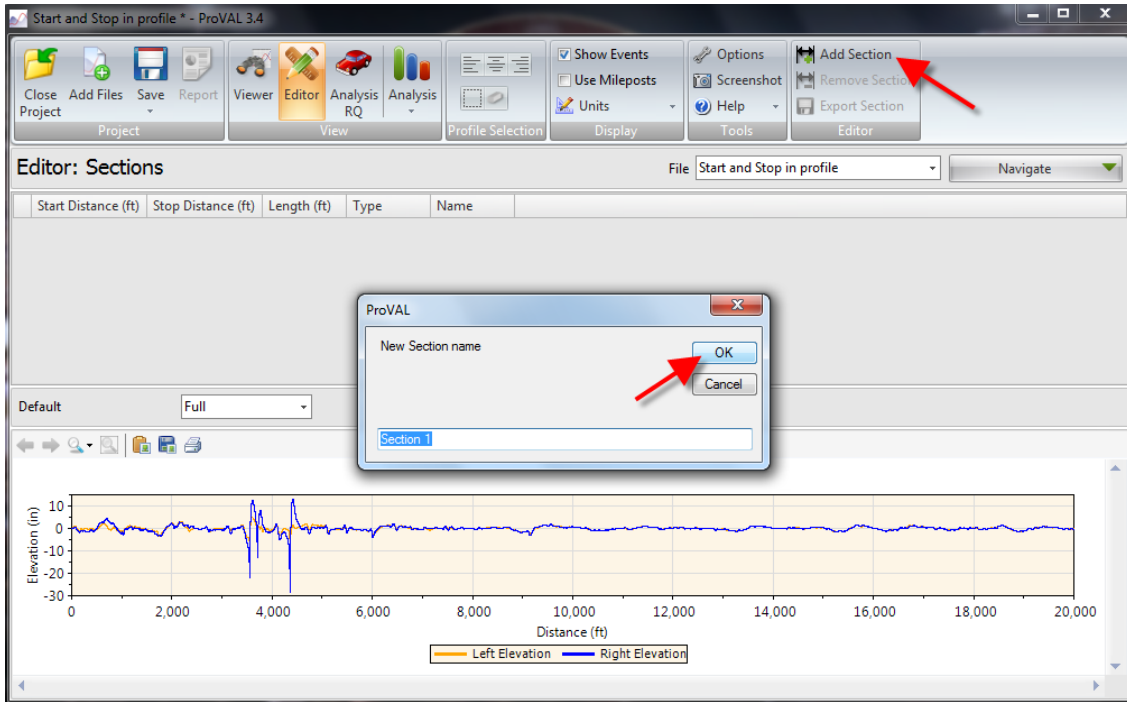 Start and Stop in profile * - ProVAL 3.4
Close Project
Add Files
Save
Report
Project
Viewer
Editor
Analysis RQ
Analysis
View
Profile Selection
Show Events
Use Mileposts
Units
Display
Options
Screenshot
Help
Tools
Add Section
Remove Section
Export Section
Editor
Editor: Sections
File Start and Stop in profile
Navigate
Start Distance (ft) Stop Distance (ft) Length (ft) Type Name
ProVAL
New Section name
OK
Cancel
Section 1
Default Full
Elevation (in)
10
0
-10
-20
-30
0 2,000 4,000 6,000 8,000 10,000 12,000 14,000 16,000 18,000 20,000
Distance (ft)
Left Elevation Right Elevation